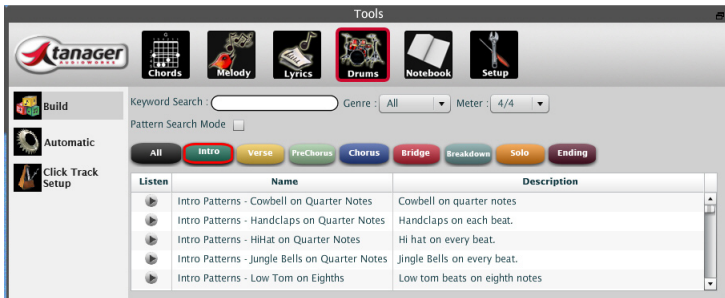 Tools
tanager
AUDIOWORKS
Chords Melody Lyrics Drums Notebook Setup
Build
Automatic
Click Track
Setup
Keyword Search : Genre : All Meter : 4/4
Pattern Search Mode
All Intro Verse PreChorus Chorus Bridge Breakdown Solo Ending
Listen Name Description
Intro Patterns - Cowbell on Quarter Notes Cowbell on quarter notes
Intro Patterns - Handclaps on Quarter Notes Handclaps on each beat.
Intro Patterns - HiHat on Quarter Notes Hi hat on every beat.
Intro Patterns - Jungle Bells on Quarter Notes Jingle Bells on every beat.
Intro Patterns - Low Tom on Eighths Low tom beats on eighth notes